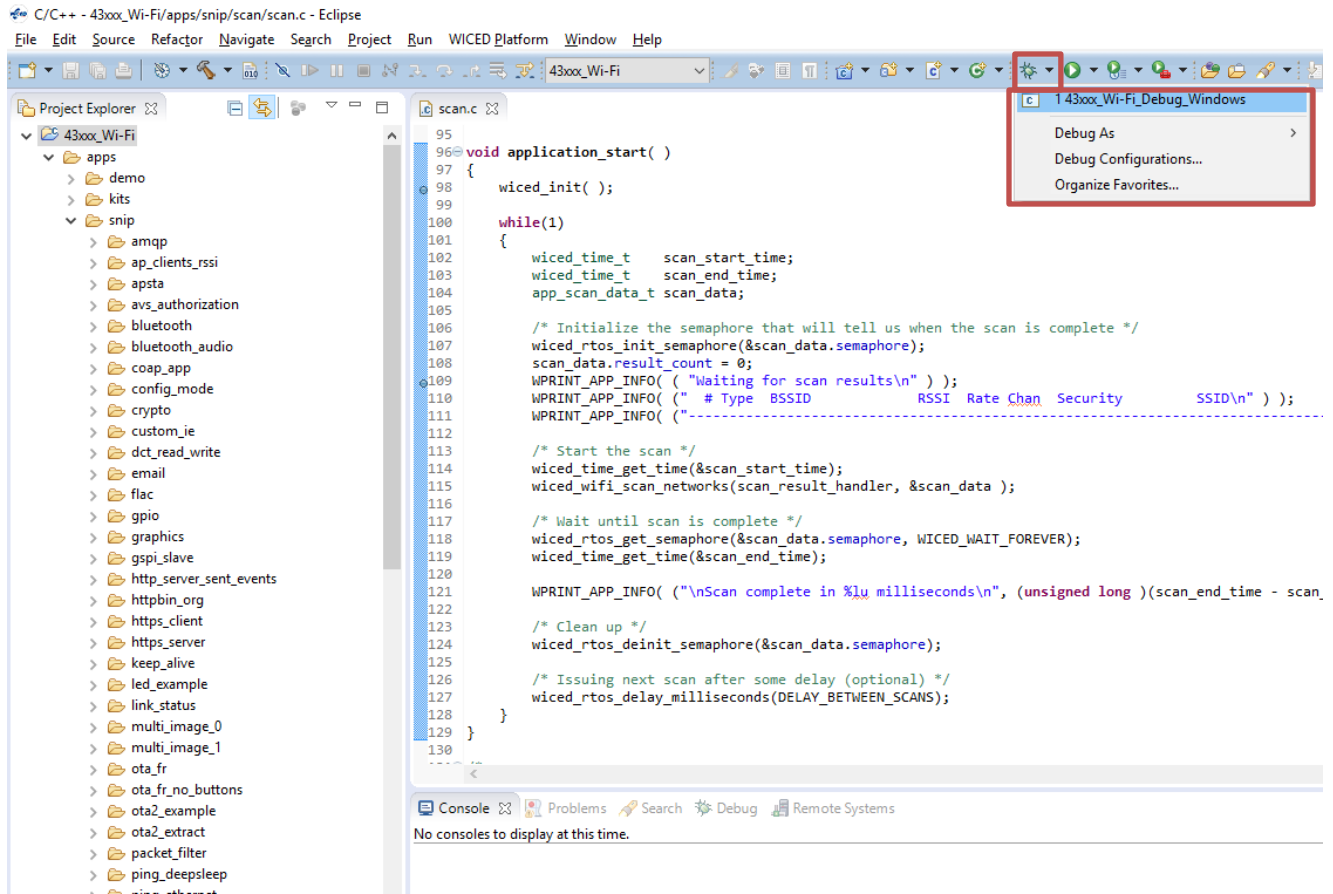 C/C++ - 43xxx_Wi-Fi/apps/snip/scan/scan.c - Eclipse
File Edit Source Refactor Navigate Search Project Run WICED Platform Window Help
010 43xxx_Wi-Fi
Project Explorer
43xxx_Wi-Fi
apps
demo
kits
snip
amqp
ap_clients_rssi
apsta
avs_authorization
bluetooth
bluetooth_audio
coap_app
config_mode
crypto
custom_ie
dct_read_write
email
flac
gpio
graphics
gspi_slave
http_server_sent_events
httpbin_org
https_client
https_server
keep_alive
led_example
link_status
multi_image_0
multi_image_1
ota_fr
ota_fr_no_buttons
ota2_example
ota2_extract
packet_filter
ping_deepsleep
scan.c
95
96 void application_start( )
97 {
98     wiced_init( );
99
100     while(1)
101     {
102         wiced_time_t    scan_start_time;
103         wiced_time_t    scan_end_time;
104         app_scan_data_t scan_data;
105
106         /* Initialize the semaphore that will tell us when the scan is complete */
107         wiced_rtos_init_semaphore(&scan_data.semaphore);
108         scan_data.result_count = 0;
109         WPRINT_APP_INFO( ( "Waiting for scan results\n" ) );
110         WPRINT_APP_INFO( ("  # Type  BSSID             RSSI  Rate Chan  Security         SSID\n" ) );
111         WPRINT_APP_INFO( ("----------------------------------------------------------------------------
112
113         /* Start the scan */
114         wiced_time_get_time(&scan_start_time);
115         wiced_wifi_scan_networks(scan_result_handler, &scan_data );
116
117         /* Wait until scan is complete */
118         wiced_rtos_get_semaphore(&scan_data.semaphore, WICED_WAIT_FOREVER);
119         wiced_time_get_time(&scan_end_time);
120
121         WPRINT_APP_INFO( ("\nScan complete in %lu milliseconds\n", (unsigned long )(scan_end_time - scan_
122
123         /* Clean up */
124         wiced_rtos_deinit_semaphore(&scan_data.semaphore);
125
126         /* Issuing next scan after some delay (optional) */
127         wiced_rtos_delay_milliseconds(DELAY_BETWEEN_SCANS);
128     }
129 }
130
1 43xxx_Wi-Fi_Debug_Windows
Debug As
Debug Configurations...
Organize Favorites...
Console Problems Search Debug Remote Systems
No consoles to display at this time.